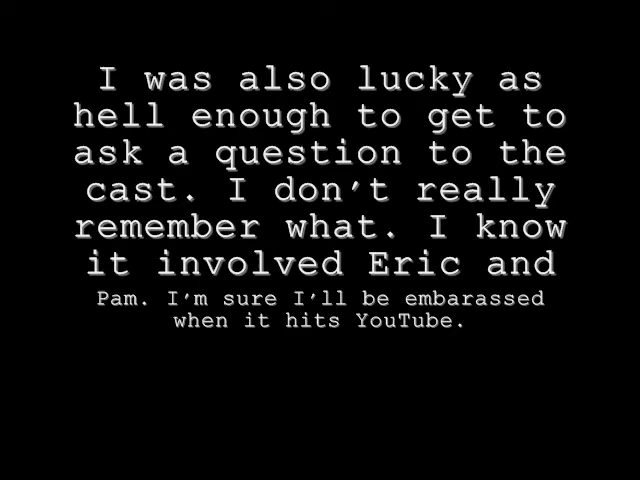 I was also lucky as
hell enough to get to
ask a question to the
cast. I don't really
remember what. I know
it involved Eric and
Pam. I'm sure I'll be embarassed
when it hits YouTube.